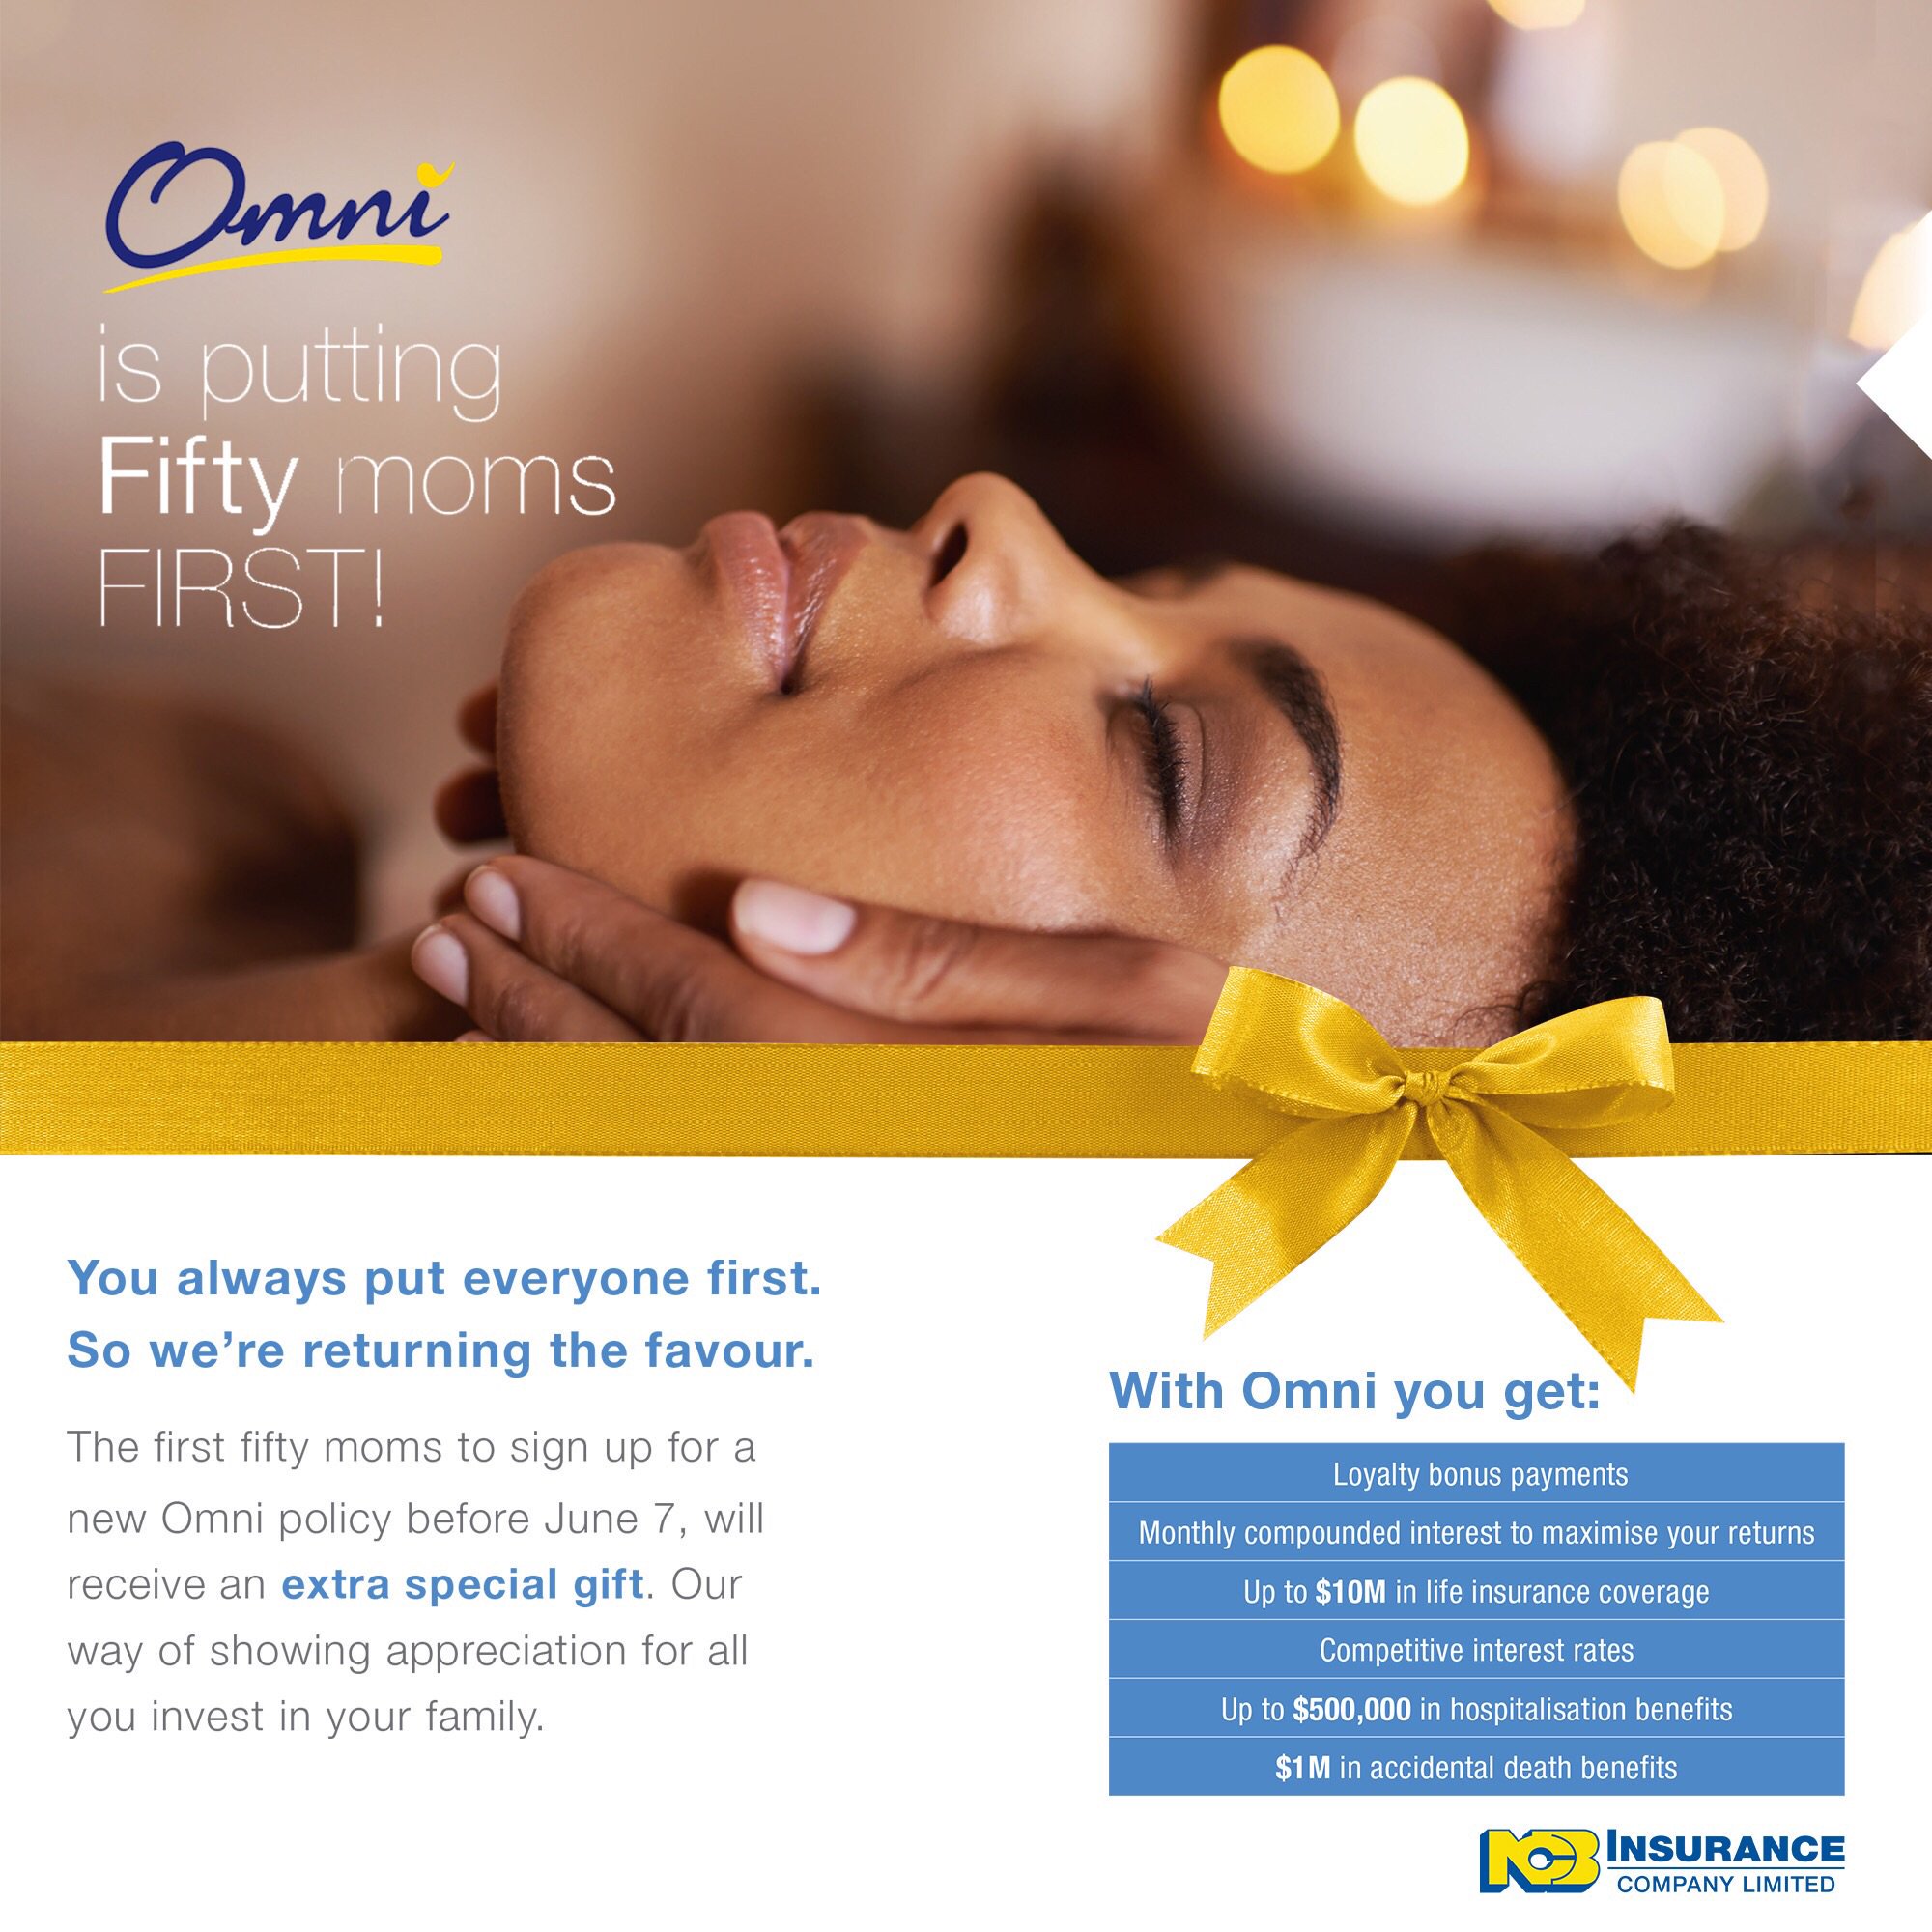 Omni
is putting
Fifty moms
FIRST!
You always put everyone first.
So we're returning the favour.
The first fifty moms to sign up for a
new Omni policy before June 7, will
receive an extra special gift. Our
way of showing appreciation for all
you invest in your family.
With Omni you get:
Loyalty bonus payments
Monthly compounded interest to maximise your returns
Up to $10M in life insurance coverage
Competitive interest rates
Up to $500,000 in hospitalisation benefits
$1M in accidental death benefits
NCB INSURANCE
COMPANY LIMITED